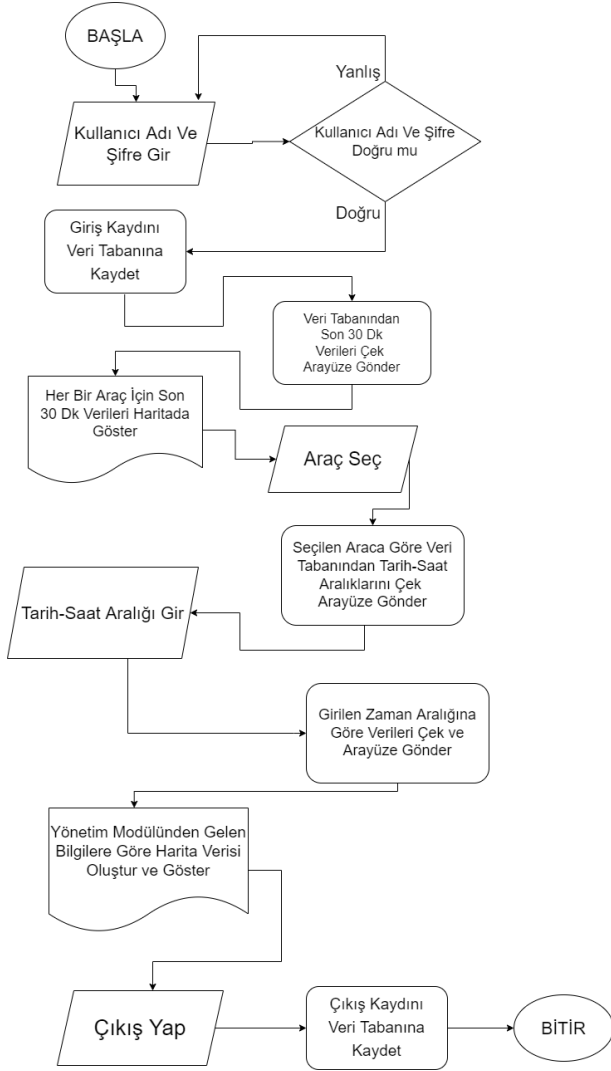 BAŞLA
Yanlış
Kullanıcı Adı Ve
Şifre Gir
Kullanıcı Adı Ve Şifre
Doğru mu
Doğru
Giriş Kaydını
Veri Tabanına
Kaydet
Veri Tabanından
Son 30 Dk
Verileri Çek
Arayüze Gönder
Her Bir Araç İçin Son
30 Dk Verileri Haritada
Göster
Araç Seç
Seçilen Araca Göre Veri
Tabanından Tarih-Saat
Aralıklarını Çek
Arayüze Gönder
Tarih-Saat Aralığı Gir
Girilen Zaman Aralığına
Göre Verileri Çek ve
Arayüze Gönder
Yönetim Modülünden Gelen
Bilgilere Göre Harita Verisi
Oluştur ve Göster
Çıkış Yap
Çıkış Kaydını
Veri Tabanına
Kaydet
BİTİR